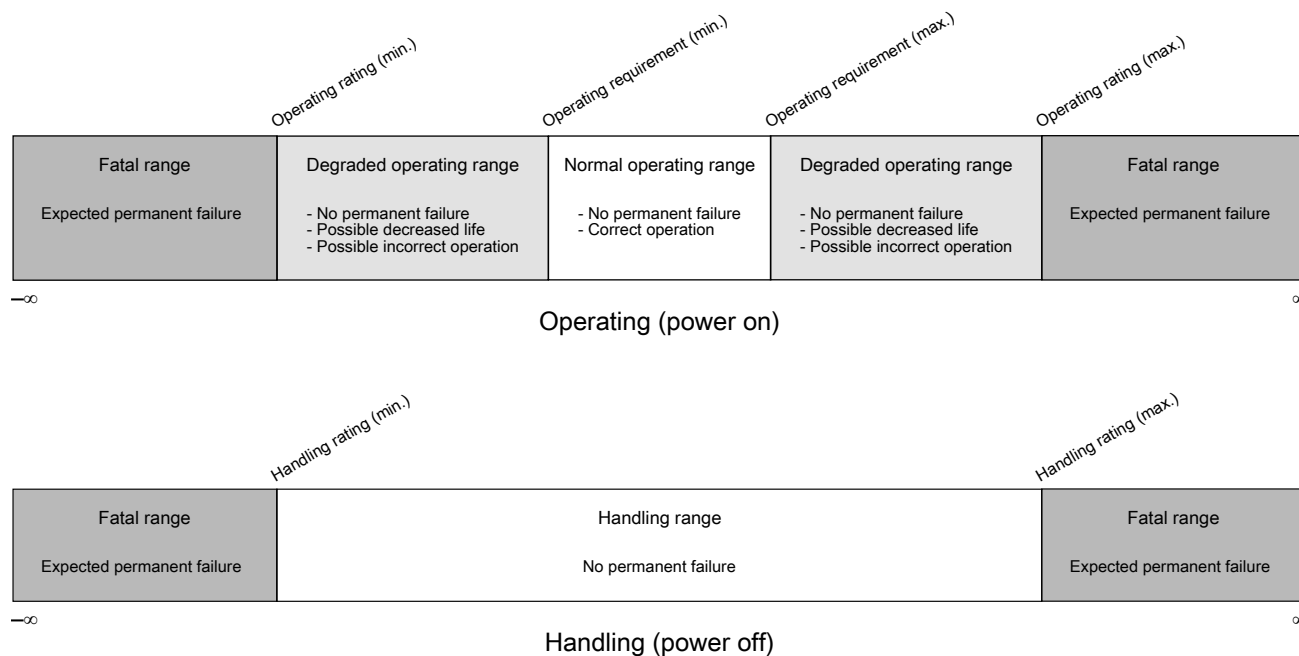 Operating rating (min.)
Operating requirement (min.)
Operating requirement (max.)
Operating rating (max.)
Fatal range
Degraded operating range
Normal operating range
Degraded operating range
Fatal range
Expected permanent failure
- No permanent failure
- Possible decreased life
- Possible incorrect operation
- No permanent failure
- Correct operation
- No permanent failure
- Possible decreased life
- Possible incorrect operation
Expected permanent failure
–∞
∞
Operating (power on)
Handling rating (min.)
Handling rating (max.)
Fatal range
Handling range
Fatal range
Expected permanent failure
No permanent failure
Expected permanent failure
–∞
∞
Handling (power off)